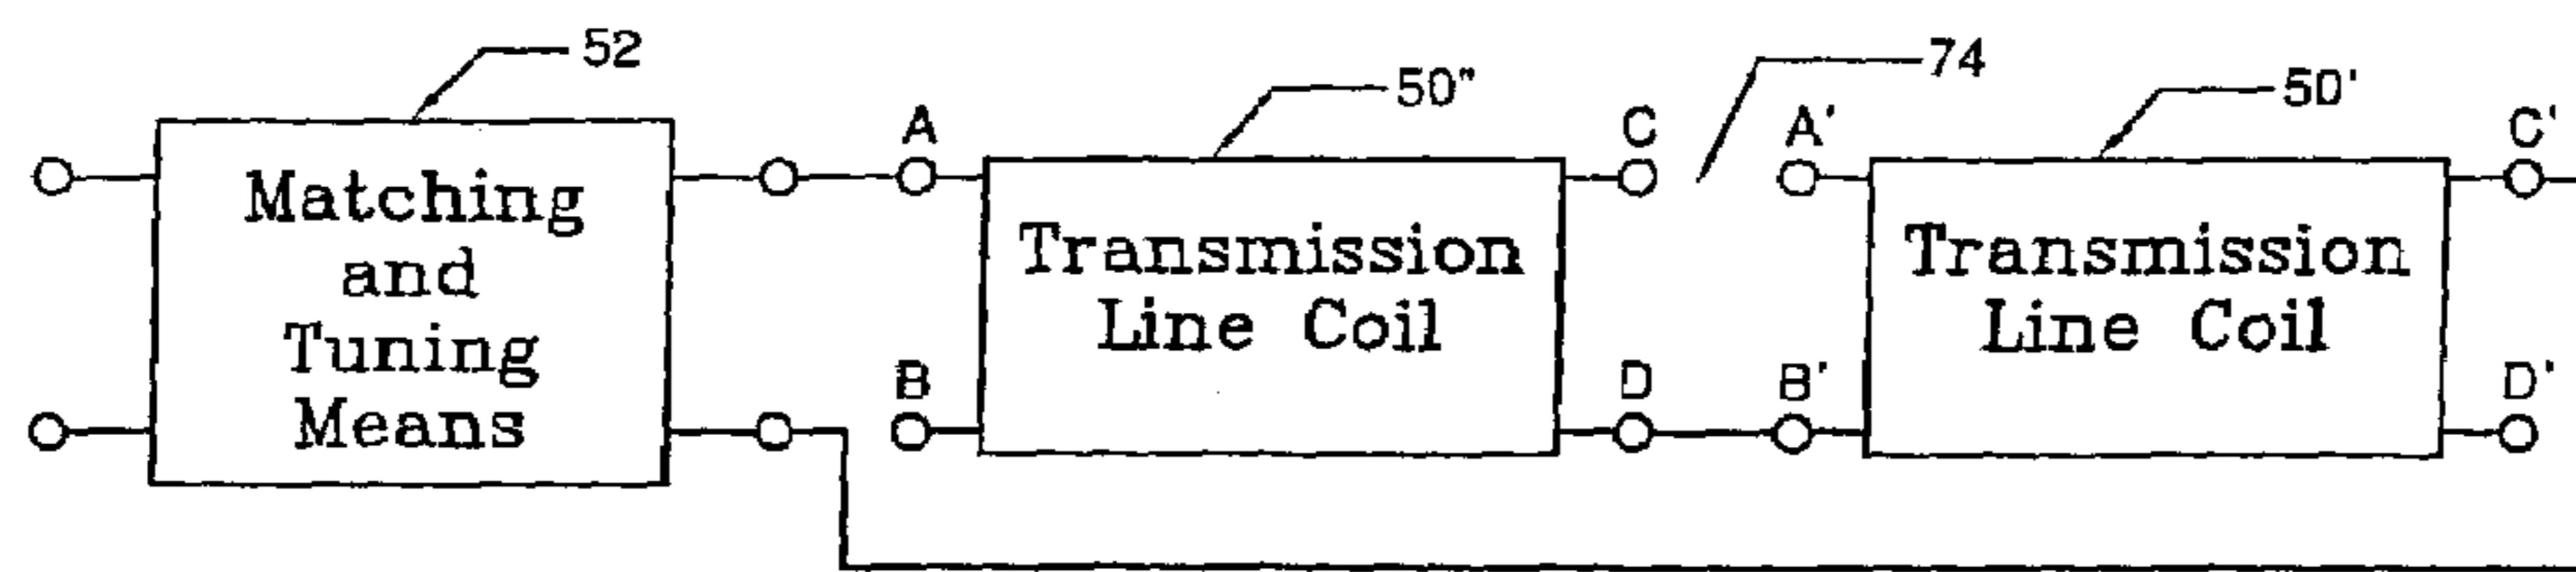 52
50"
74
50'
A
C
A'
C'
Matching
and
Tuning
Means
Transmission
Line Coil
Transmission
Line Coil
B
D
B'
D'